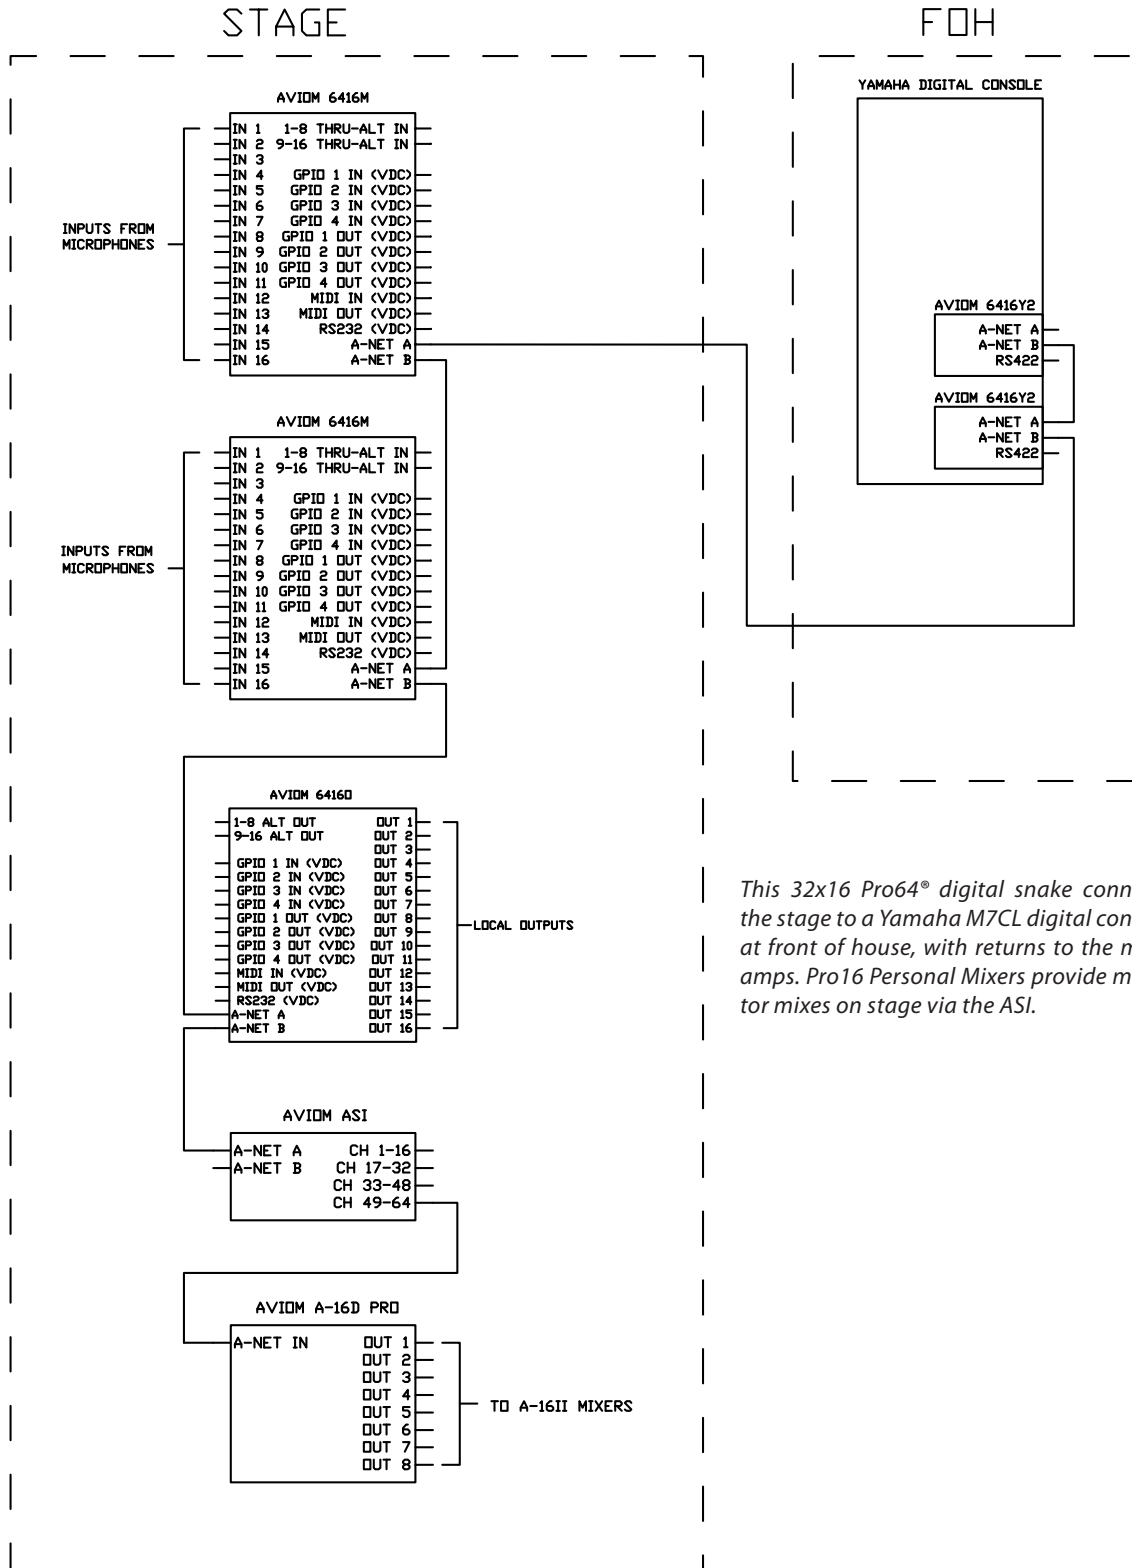 STAGE
FOH
AVIOM 6416M
IN 1 1-8 THRU-ALT IN
IN 2 9-16 THRU-ALT IN
IN 3
IN 4 GPIO 1 IN (VDC)
IN 5 GPIO 2 IN (VDC)
IN 6 GPIO 3 IN (VDC)
IN 7 GPIO 4 IN (VDC)
IN 8 GPIO 1 OUT (VDC)
IN 9 GPIO 2 OUT (VDC)
IN 10 GPIO 3 OUT (VDC)
IN 11 GPIO 4 OUT (VDC)
IN 12 MIDI IN (VDC)
IN 13 MIDI OUT (VDC)
IN 14 RS232 (VDC)
IN 15 A-NET A
IN 16 A-NET B
INPUTS FROM
MICROPHONES
AVIOM 6416M
IN 1 1-8 THRU-ALT IN
IN 2 9-16 THRU-ALT IN
IN 3
IN 4 GPIO 1 IN (VDC)
IN 5 GPIO 2 IN (VDC)
IN 6 GPIO 3 IN (VDC)
IN 7 GPIO 4 IN (VDC)
IN 8 GPIO 1 OUT (VDC)
IN 9 GPIO 2 OUT (VDC)
IN 10 GPIO 3 OUT (VDC)
IN 11 GPIO 4 OUT (VDC)
IN 12 MIDI IN (VDC)
IN 13 MIDI OUT (VDC)
IN 14 RS232 (VDC)
IN 15 A-NET A
IN 16 A-NET B
INPUTS FROM
MICROPHONES
AVIOM 6416O
1-8 ALT OUT OUT 1
9-16 ALT OUT OUT 2
OUT 3
GPIO 1 IN (VDC) OUT 4
GPIO 2 IN (VDC) OUT 5
GPIO 3 IN (VDC) OUT 6
GPIO 4 IN (VDC) OUT 7
GPIO 1 OUT (VDC) OUT 8
GPIO 2 OUT (VDC) OUT 9
GPIO 3 OUT (VDC) OUT 10
GPIO 4 OUT (VDC) OUT 11
MIDI IN (VDC) OUT 12
MIDI OUT (VDC) OUT 13
RS232 (VDC) OUT 14
A-NET A OUT 15
A-NET B OUT 16
LOCAL OUTPUTS
AVIOM ASI
A-NET A CH 1-16
A-NET B CH 17-32
CH 33-48
CH 49-64
AVIOM A-16D PRO
A-NET IN OUT 1
OUT 2
OUT 3
OUT 4
OUT 5
OUT 6
OUT 7
OUT 8
TO A-16II MIXERS
YAMAHA DIGITAL CONSOLE
AVIOM 6416Y2
A-NET A
A-NET B
RS422
AVIOM 6416Y2
A-NET A
A-NET B
RS422
This 32x16 Pro64® digital snake conn
the stage to a Yamaha M7CL digital con
at front of house, with returns to the m
amps. Pro16 Personal Mixers provide m
tor mixes on stage via the ASI.